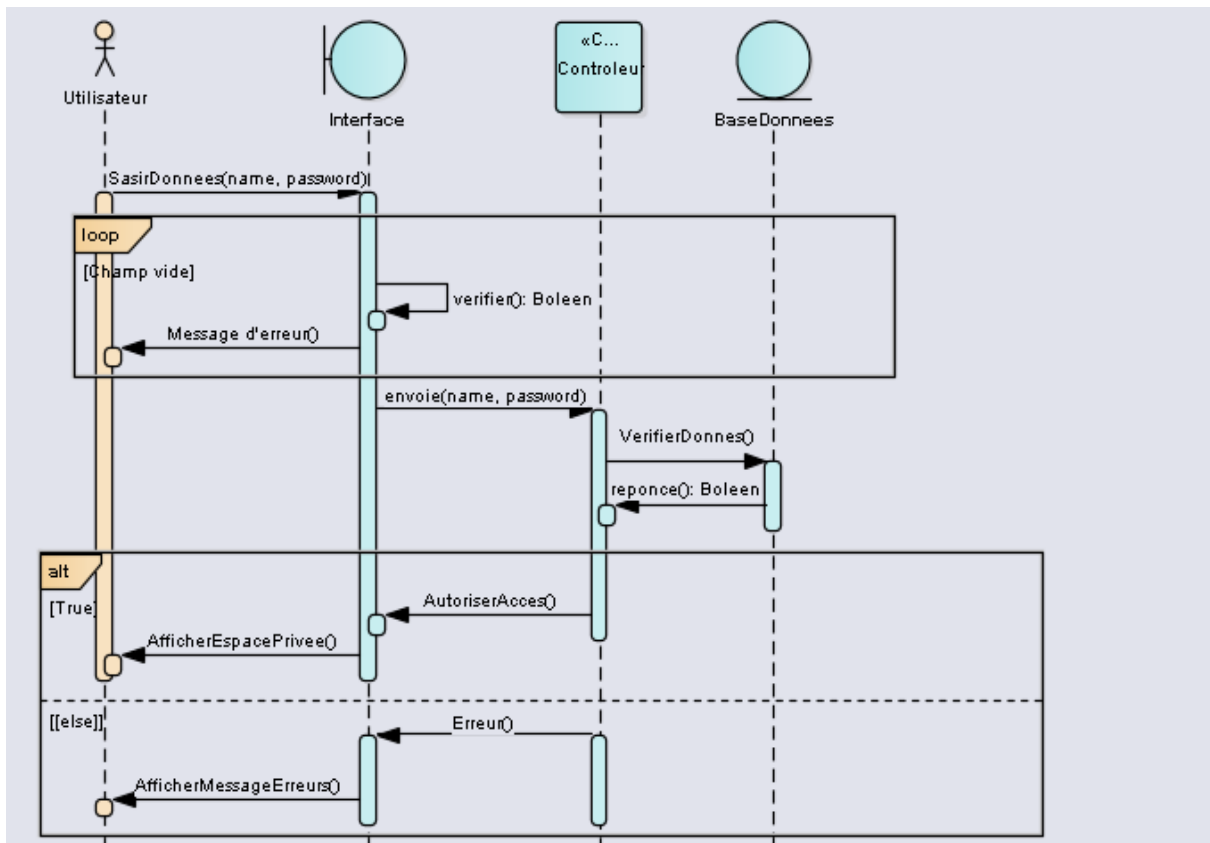 «C...
Controleur
Utilisateur
Interface
BaseDonnees
SasirDonnees(name, password)
loop
[Champ vide]
verifier(): Boleen
Message d'erreur()
envoie(name, password)
VerifierDonnes()
reponce(): Boleen
alt
[True]
AutoriserAcces()
AfficherEspacePrivee()
[[else]]
Erreur()
AfficherMessageErreurs()